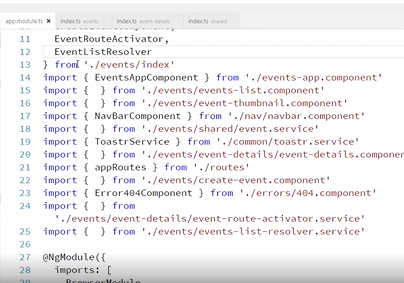 app.module.ts × index.ts events index.ts event-details index.ts shared
11 EventRouteActivator,
12 EventListResolver
13 } from './events/index'
14 import { EventsAppComponent } from './events-app.component'
15 import {  } from './events/events-list.component'
16 import {  } from './events/event-thumbnail.component'
17 import { NavBarComponent } from './nav/navbar.component'
18 import {  } from './events/shared/event.service'
19 import { ToastrService } from './common/toastr.service'
20 import {  } from './events/event-details/event-details.componen
21 import { appRoutes } from './routes'
22 import {  } from './events/create-event.component'
23 import { Error404Component } from './errors/404.component'
24 import {  } from
'./events/event-details/event-route-activator.service'
25 import {  } from './events/events-list-resolver.service'
26
27 @NgModule({
28 imports: [
29 BrowserModule